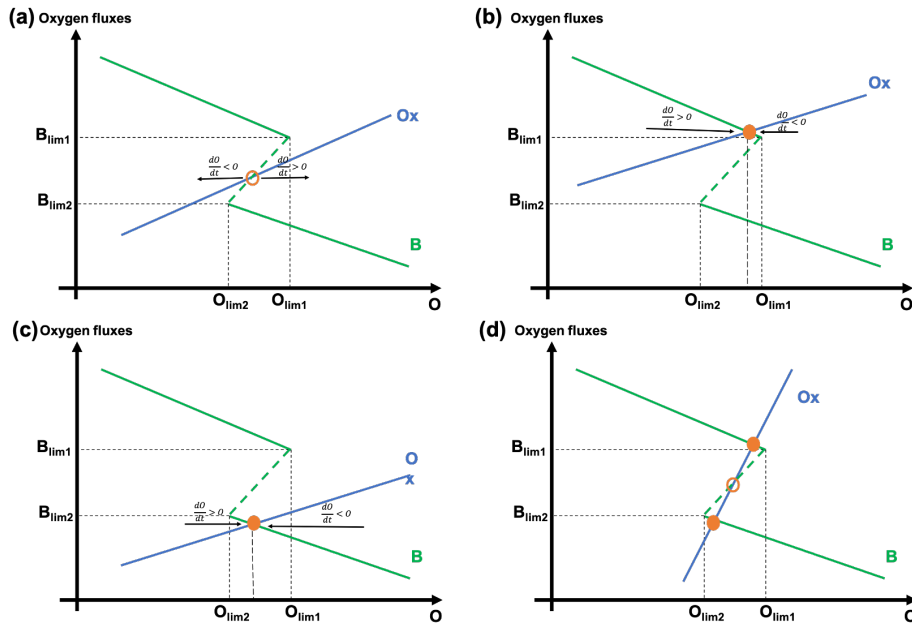 (a) Oxygen fluxes
Ox
B_lim1
dO/dt < 0 dO/dt > 0
B_lim2
B
O_lim2 O_lim1 O
(b) Oxygen fluxes
Ox
dO/dt > 0 dO/dt < 0
B_lim1
B_lim2
B
O_lim2 O_lim1 O
(c) Oxygen fluxes
B_lim1
O
x
B_lim2
dO/dt > 0 dO/dt < 0
B
O_lim2 O_lim1 O
(d) Oxygen fluxes
Ox
B_lim1
B_lim2
B
O_lim2 O_lim1 O